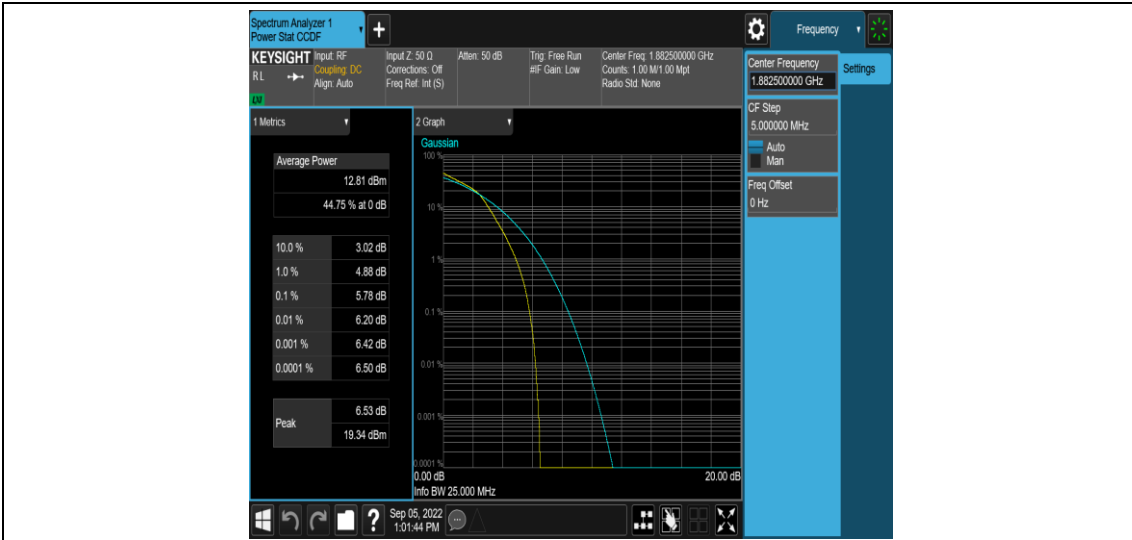 Spectrum Analyzer 1
Power Stat CCDF
+
Frequency
KEYSIGHT
RL
LXI
Input: RF
Coupling: DC
Align: Auto
Input Z: 50 Ω
Corrections: Off
Freq Ref: Int (S)
Atten: 50 dB
Trig: Free Run
#IF Gain: Low
Center Freq: 1.882500000 GHz
Counts: 1.00 M/1.00 Mpt
Radio Std: None
Center Frequency
1.882500000 GHz
Settings
CF Step
5.000000 MHz
Auto
Man
Freq Offset
0 Hz
1 Metrics
Average Power
12.81 dBm
44.75 % at 0 dB
10.0 % 3.02 dB
1.0 % 4.88 dB
0.1 % 5.78 dB
0.01 % 6.20 dB
0.001 % 6.42 dB
0.0001 % 6.50 dB
Peak 6.53 dB
19.34 dBm
2 Graph
Gaussian
100 %
10 %
1 %
0.1 %
0.01 %
0.001 %
0.0001 %
0.00 dB 20.00 dB
Info BW 25.000 MHz
?
Sep 05, 2022
1:01:44 PM